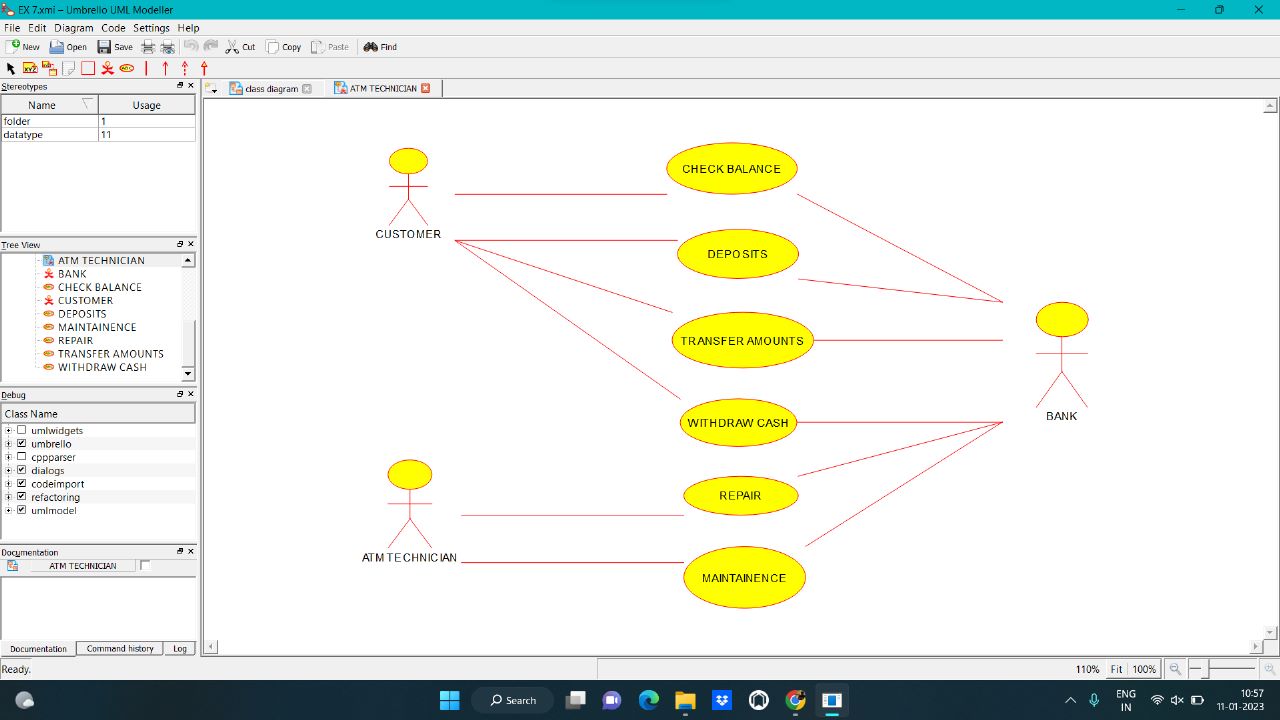 EX 7.xmi – Umbrello UML Modeller
File Edit Diagram Code Settings Help
New Open Save Cut Copy Paste Find
XYZ
Stereotypes
class diagram ATM TECHNICIAN
Name Usage
folder 1
datatype 11
Tree View
ATM TECHNICIAN
BANK
CHECK BALANCE
CUSTOMER
DEPOSITS
MAINTAINENCE
REPAIR
TRANSFER AMOUNTS
WITHDRAW CASH
Debug
Class Name
umlwidgets
umbrello
cppparser
dialogs
codeimport
refactoring
umlmodel
Documentation
ATM TECHNICIAN
Documentation Command history Log
CUSTOMER
CHECK BALANCE
DEPOSITS
TRANSFER AMOUNTS
BANK
WITHDRAW CASH
REPAIR
ATM TECHNICIAN
MAINTAINENCE
Ready.
110% Fit 100%
Search
ENG
IN
10:57
11-01-2023